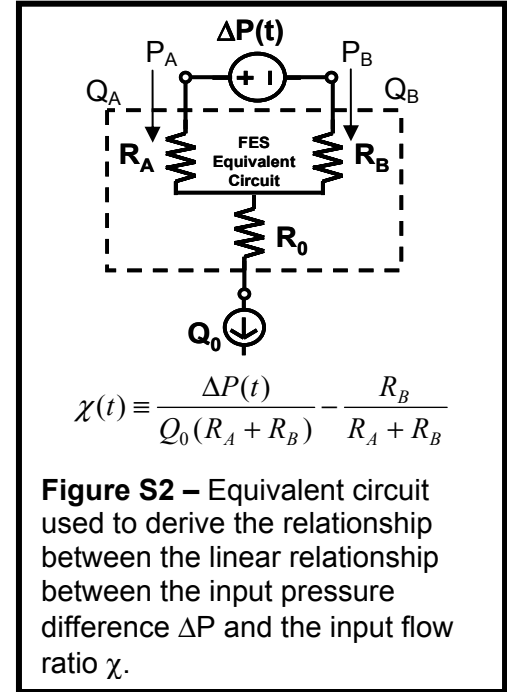 ΔP(t)
P_A P_B
+ −
Q_A Q_B
R_A FES Equivalent Circuit R_B
R_0
Q_0
χ(t) ≡ ΔP(t) / Q_0(R_A + R_B) − R_B / R_A + R_B
Figure S2 – Equivalent circuit
used to derive the relationship
between the linear relationship
between the input pressure
difference ΔP and the input flow
ratio χ.